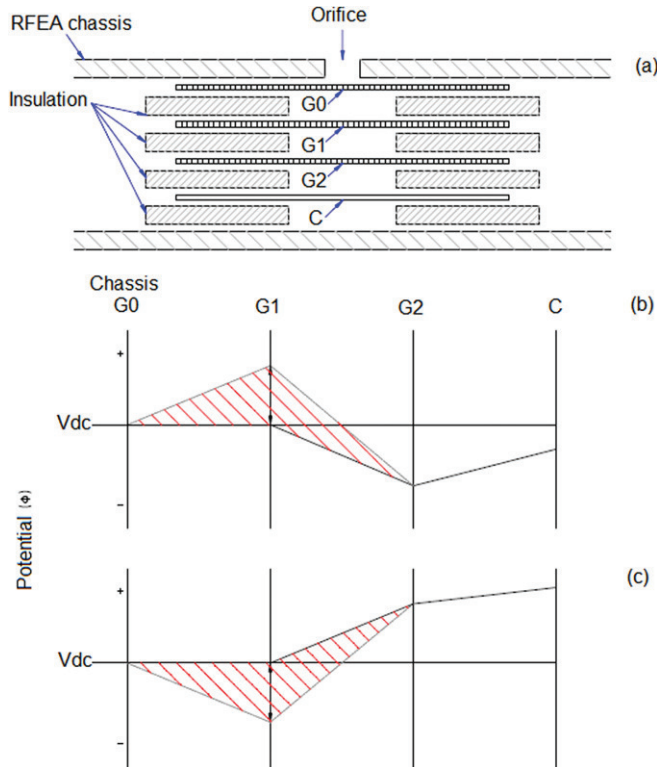 RFEA chassis
Orifice
(a)
Insulation
G0
G1
G2
C
Chassis
G0 G1 G2 C (b)
+
Vdc
-
Potential (Φ)
(c)
+
Vdc
-